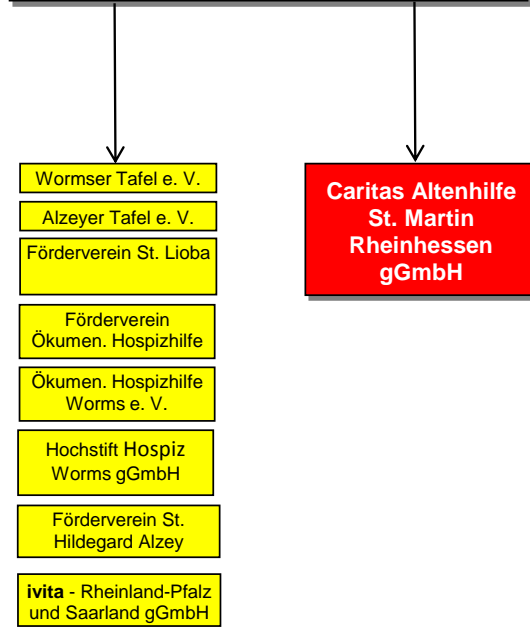 Wormser Tafel e. V.
Alzeyer Tafel e. V.
Förderverein St. Lioba
Förderverein
Ökumen. Hospizhilfe
Ökumen. Hospizhilfe
Worms e. V.
Hochstift Hospiz
Worms gGmbH
Förderverein St.
Hildegard Alzey
ivita - Rheinland-Pfalz
und Saarland gGmbH
Caritas Altenhilfe
St. Martin
Rheinhessen
gGmbH